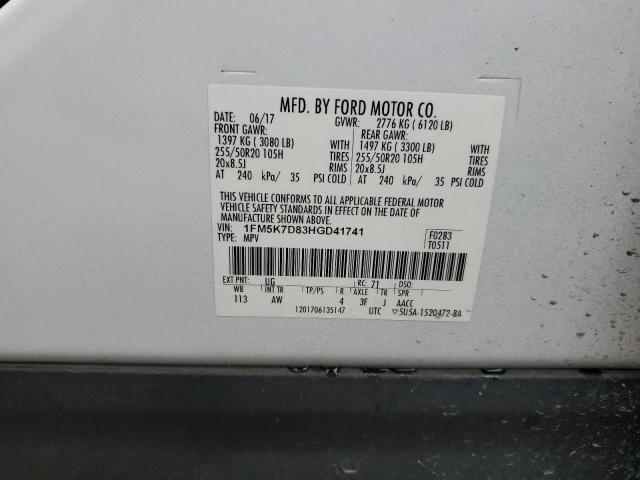 MFD. BY FORD MOTOR CO.
DATE: 06/17 GVWR: 2776 KG ( 6120 LB)
FRONT GAWR: REAR GAWR:
1397 KG ( 3080 LB) WITH 1497 KG ( 3300 LB) WITH
255/50R20 105H TIRES 255/50R20 105H TIRES
20x8.5J RIMS 20x8.5J RIMS
AT 240 kPa/ 35 PSI COLD AT 240 kPa/ 35 PSI COLD
THIS VEHICLE CONFORMS TO ALL APPLICABLE FEDERAL MOTOR
VEHICLE SAFETY STANDARDS IN EFFECT ON THE DATE OF
MANUFACTURE SHOWN ABOVE.
VIN: 1FM5K7D83HGD41741 F0283
TYPE: MPV T0511
EXT PNT: UG RC: 71 DSO:
WB INT TR TP/PS R AXLE TR SPR
113 AW 4 3F J AACC
1201706135147 UTC ▽5U5A-1520472-BA